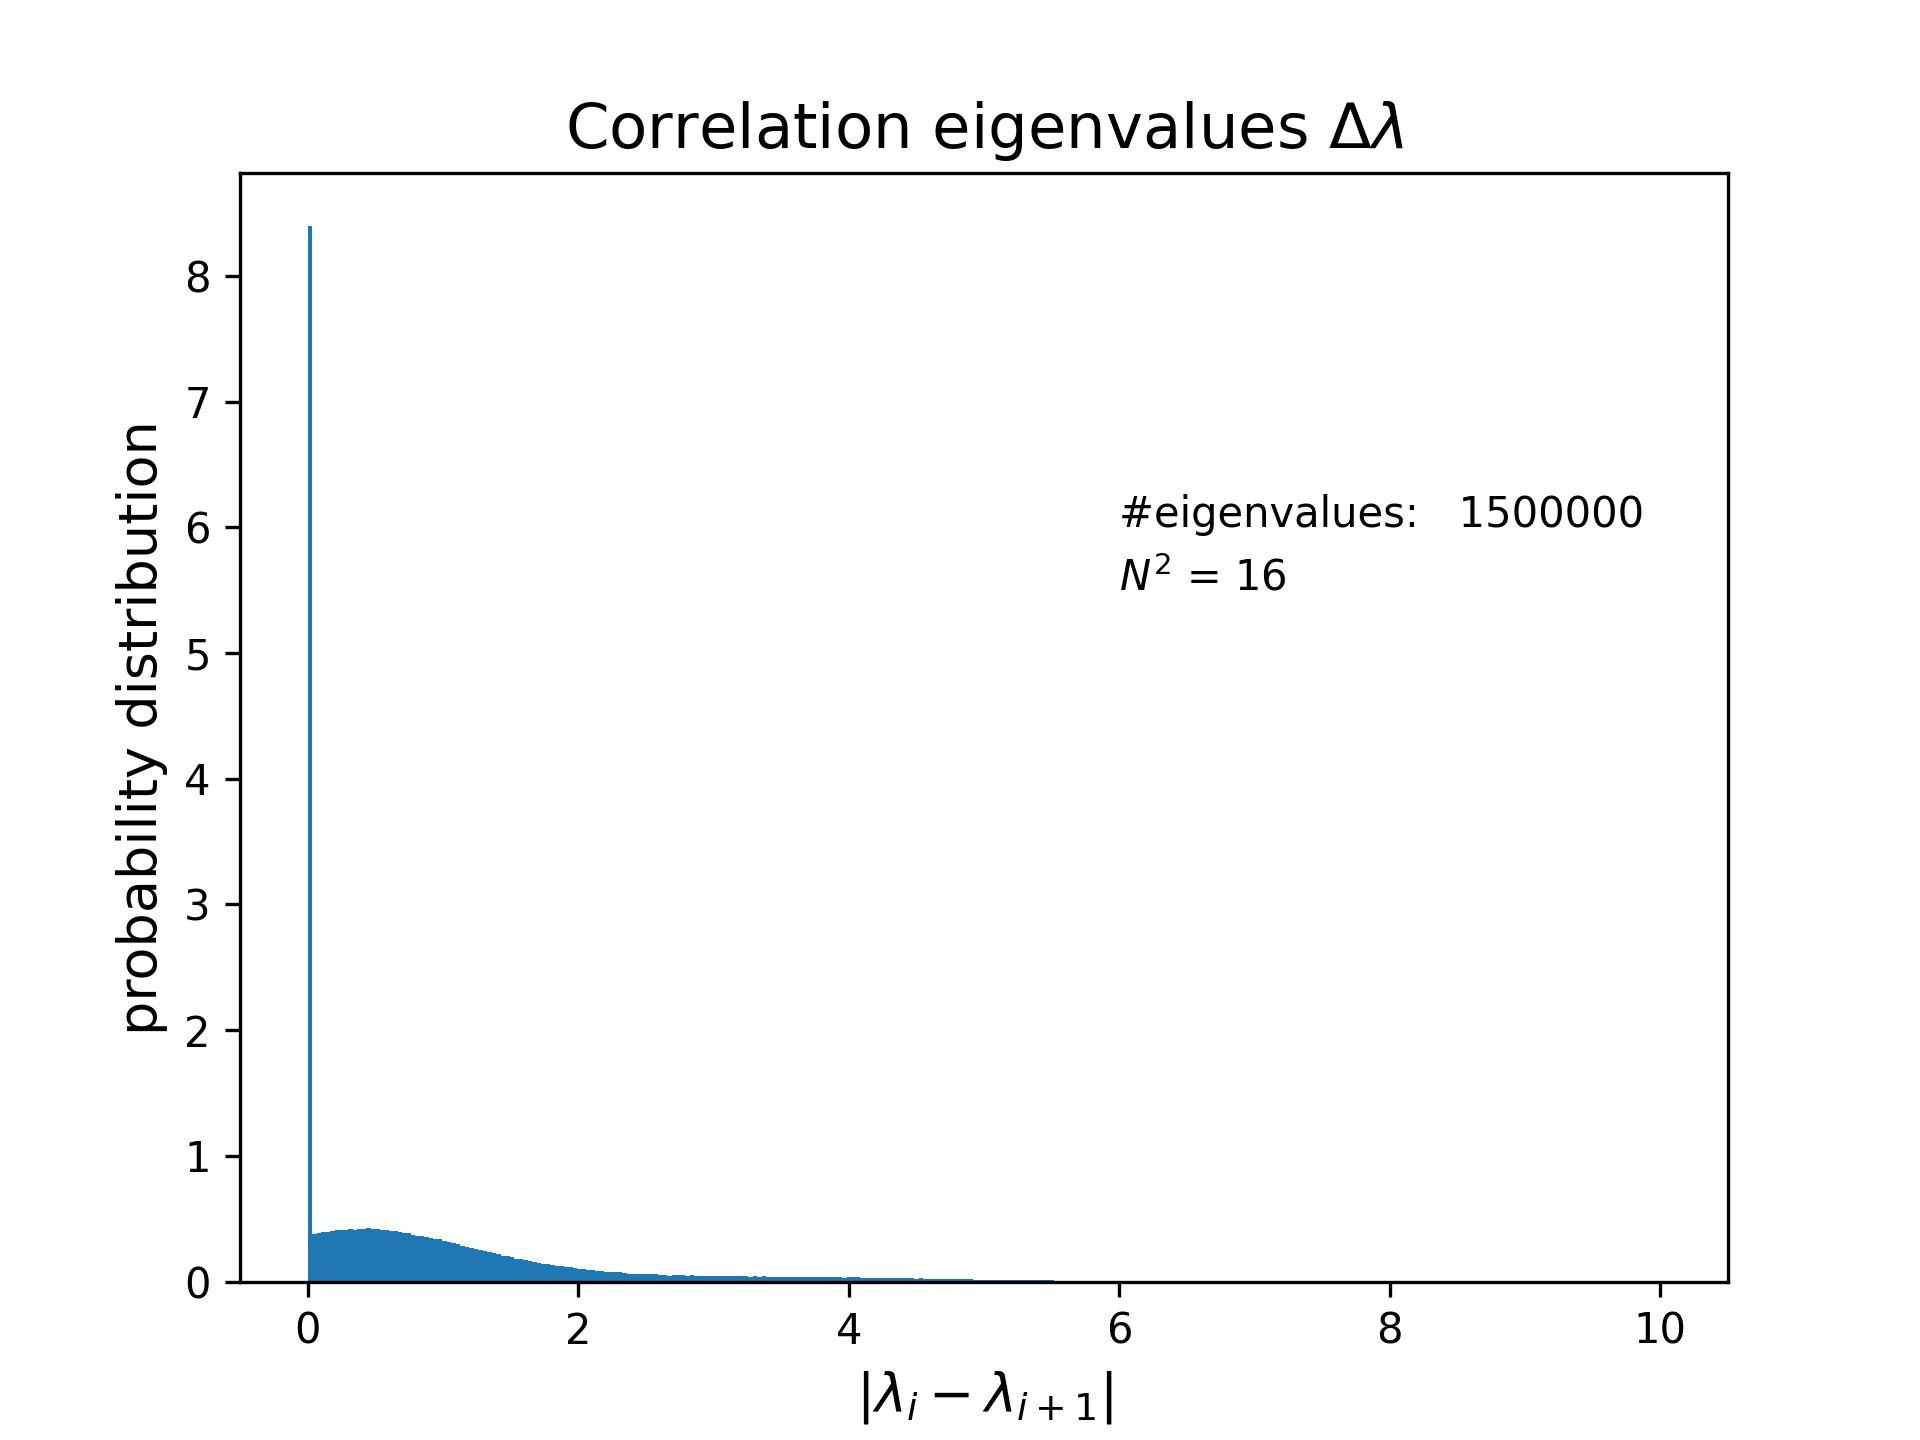 Correlation eigenvalues Δλ
8
7
6
5
4
3
2
1
0
probability distribution
#eigenvalues: 1500000
N² = 16
0 2 4 6 8 10
|λᵢ − λᵢ₊₁|